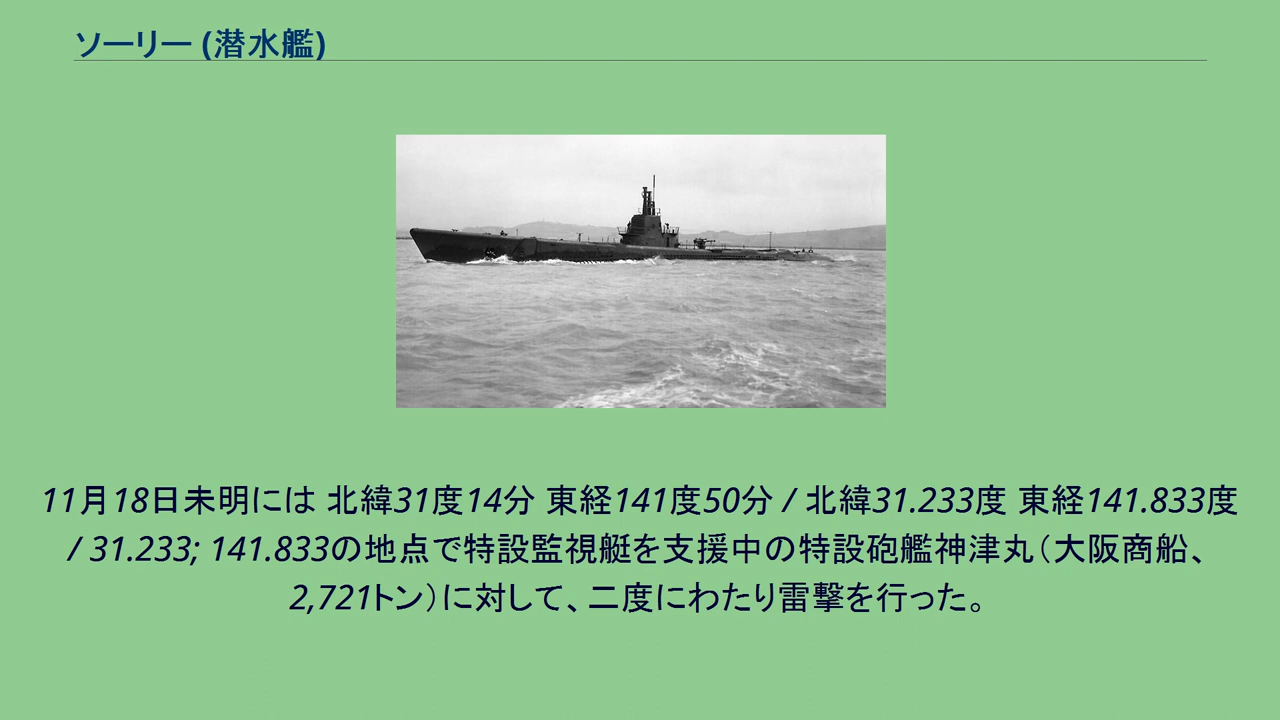 ソーリー (潜水艦)
11月18日未明には 北緯31度14分 東経141度50分 / 北緯31.233度 東経141.833度
/ 31.233; 141.833の地点で特設監視艇を支援中の特設砲艦神津丸（大阪商船、
2,721トン）に対して、二度にわたり雷撃を行った。